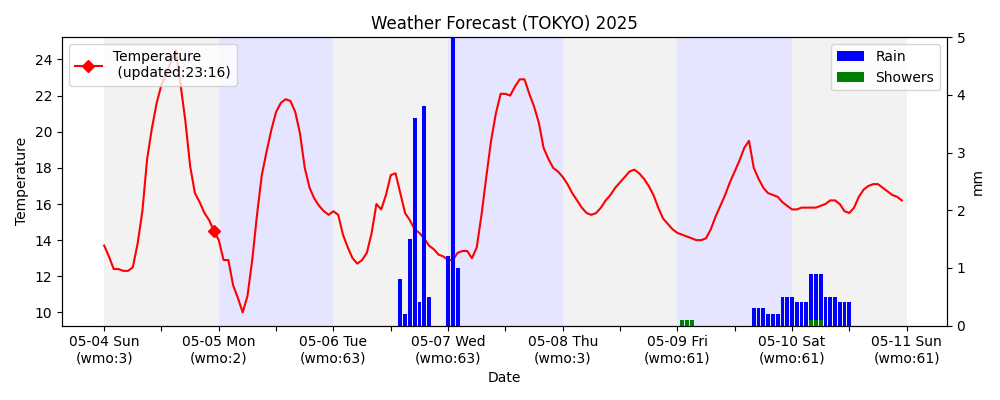 Weather Forecast (TOKYO) 2025
Temperature
(updated:23:16)
Rain
Showers
Temperature
24
22
20
18
16
14
12
10
5
4
3
2
1
0
mm
05-04 Sun
(wmo:3)
05-05 Mon
(wmo:2)
05-06 Tue
(wmo:63)
05-07 Wed
(wmo:63)
05-08 Thu
(wmo:3)
05-09 Fri
(wmo:61)
05-10 Sat
(wmo:61)
05-11 Sun
(wmo:61)
Date